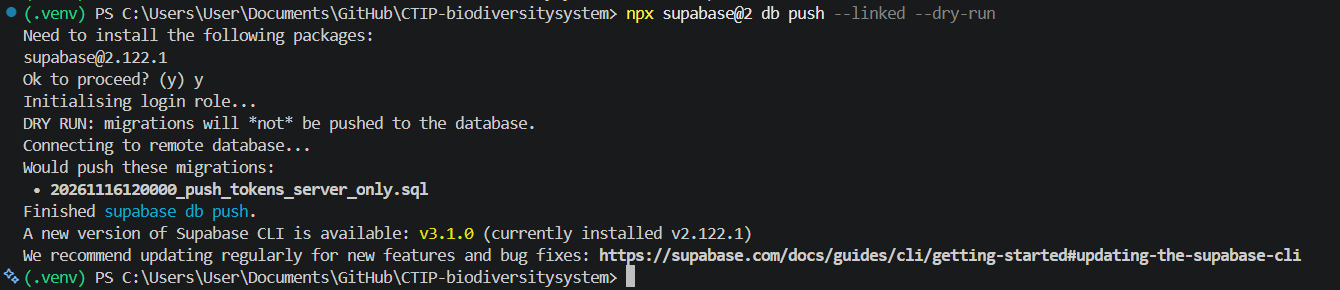 (.venv) PS C:\Users\User\Documents\GitHub\CTIP-biodiversitysystem> npx supabase@2 db push --linked --dry-run
Need to install the following packages:
supabase@2.122.1
Ok to proceed? (y) y
Initialising login role...
DRY RUN: migrations will *not* be pushed to the database.
Connecting to remote database...
Would push these migrations:
• 20261116120000_push_tokens_server_only.sql
Finished supabase db push.
A new version of Supabase CLI is available: v3.1.0 (currently installed v2.122.1)
We recommend updating regularly for new features and bug fixes: https://supabase.com/docs/guides/cli/getting-started#updating-the-supabase-cli
(.venv) PS C:\Users\User\Documents\GitHub\CTIP-biodiversitysystem>